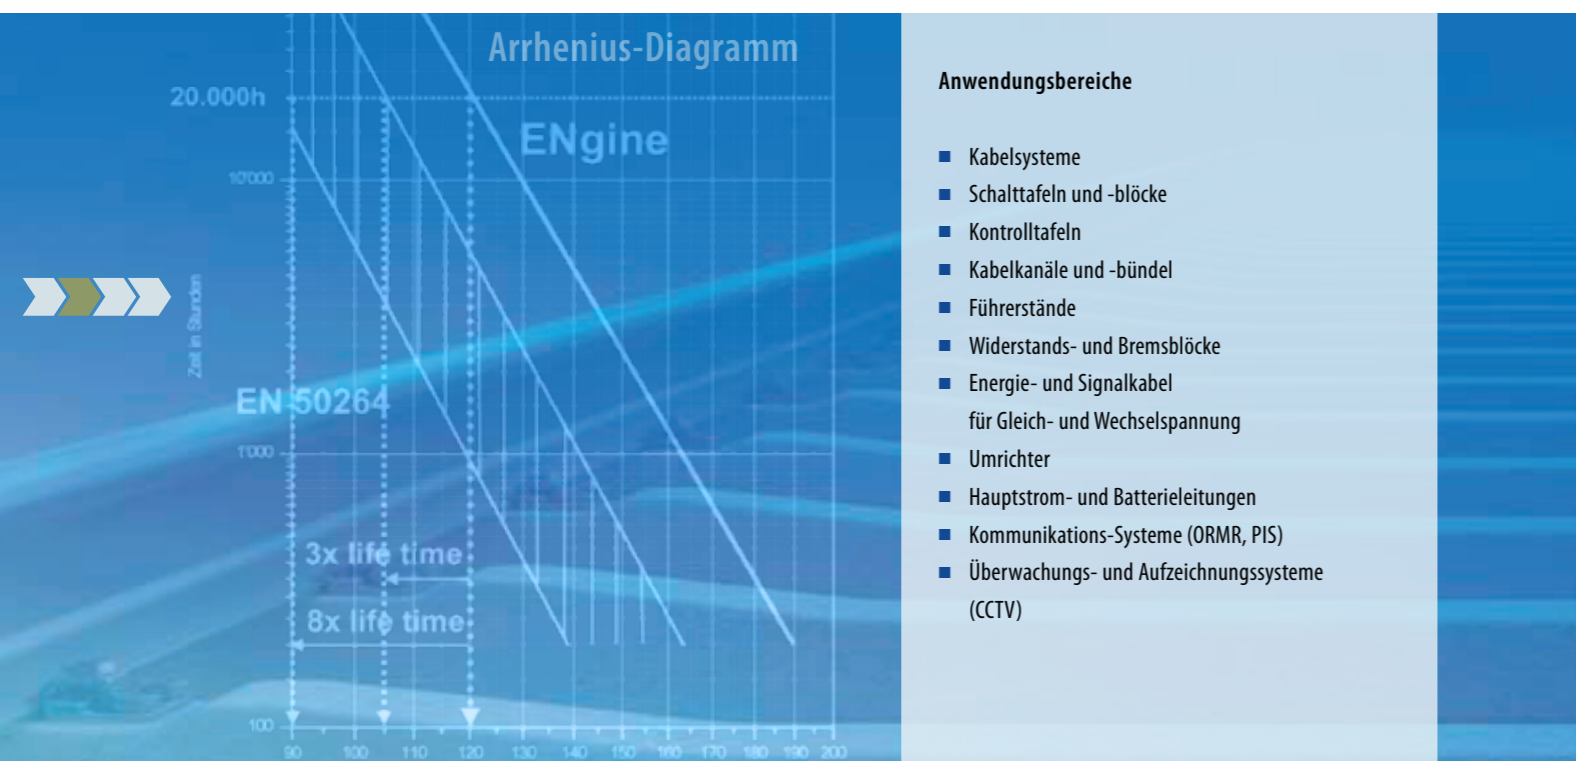 Arrhenius-Diagramm
20.000h
ENgine
10'000
Zeit in Stunden
EN 50264
1'000
3x life time
8x life time
100
90 100 110 120 130 140 150 160 170 180 190 200
Anwendungsbereiche
Kabelsysteme
Schalttafeln und -blöcke
Kontrolltafeln
Kabelkanäle und -bündel
Führerstände
Widerstands- und Bremsblöcke
Energie- und Signalkabel
für Gleich- und Wechselspannung
Umrichter
Hauptstrom- und Batterieleitungen
Kommunikations-Systeme (ORMR, PIS)
Überwachungs- und Aufzeichnungssysteme
(CCTV)